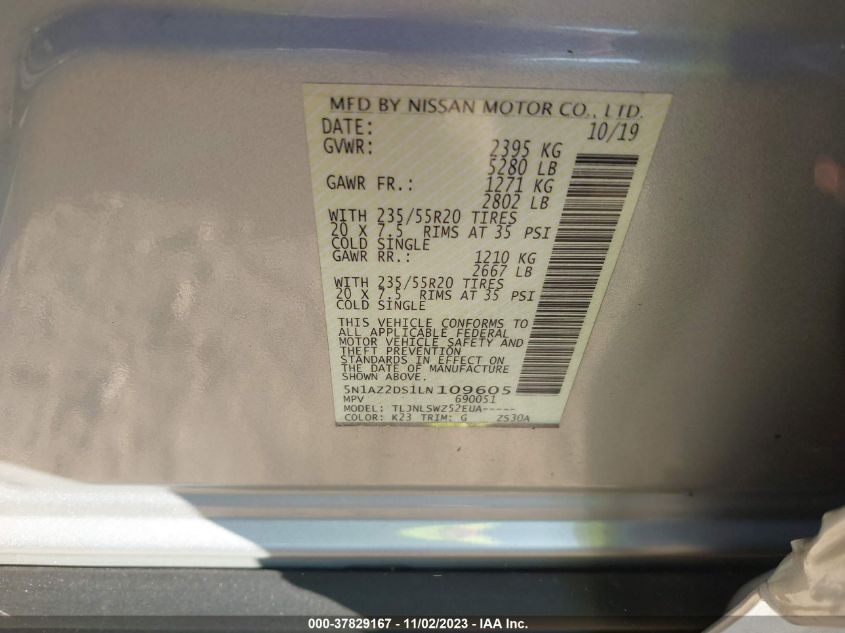 MFD BY NISSAN MOTOR CO., LTD.
DATE: 10/19
GVWR: 2395 KG
5280 LB
GAWR FR.: 1271 KG
2802 LB
WITH 235/55R20 TIRES
20 X 7.5 RIMS AT 35 PSI
COLD SINGLE
GAWR RR.: 1210 KG
2667 LB
WITH 235/55R20 TIRES
20 X 7.5 RIMS AT 35 PSI
COLD SINGLE
THIS VEHICLE CONFORMS TO
ALL APPLICABLE FEDERAL
MOTOR VEHICLE SAFETY AND
THEFT PREVENTION
STANDARDS IN EFFECT ON
THE DATE OF MANUFACTURE
SHOWN ABOVE.
5N1AZ2DS1LN109605
MPV 690051
MODEL: TLJNLSWZ52EUA-----
COLOR: K23 TRIM: G ZS30A
000-37829167 - 11/02/2023 - IAA Inc.